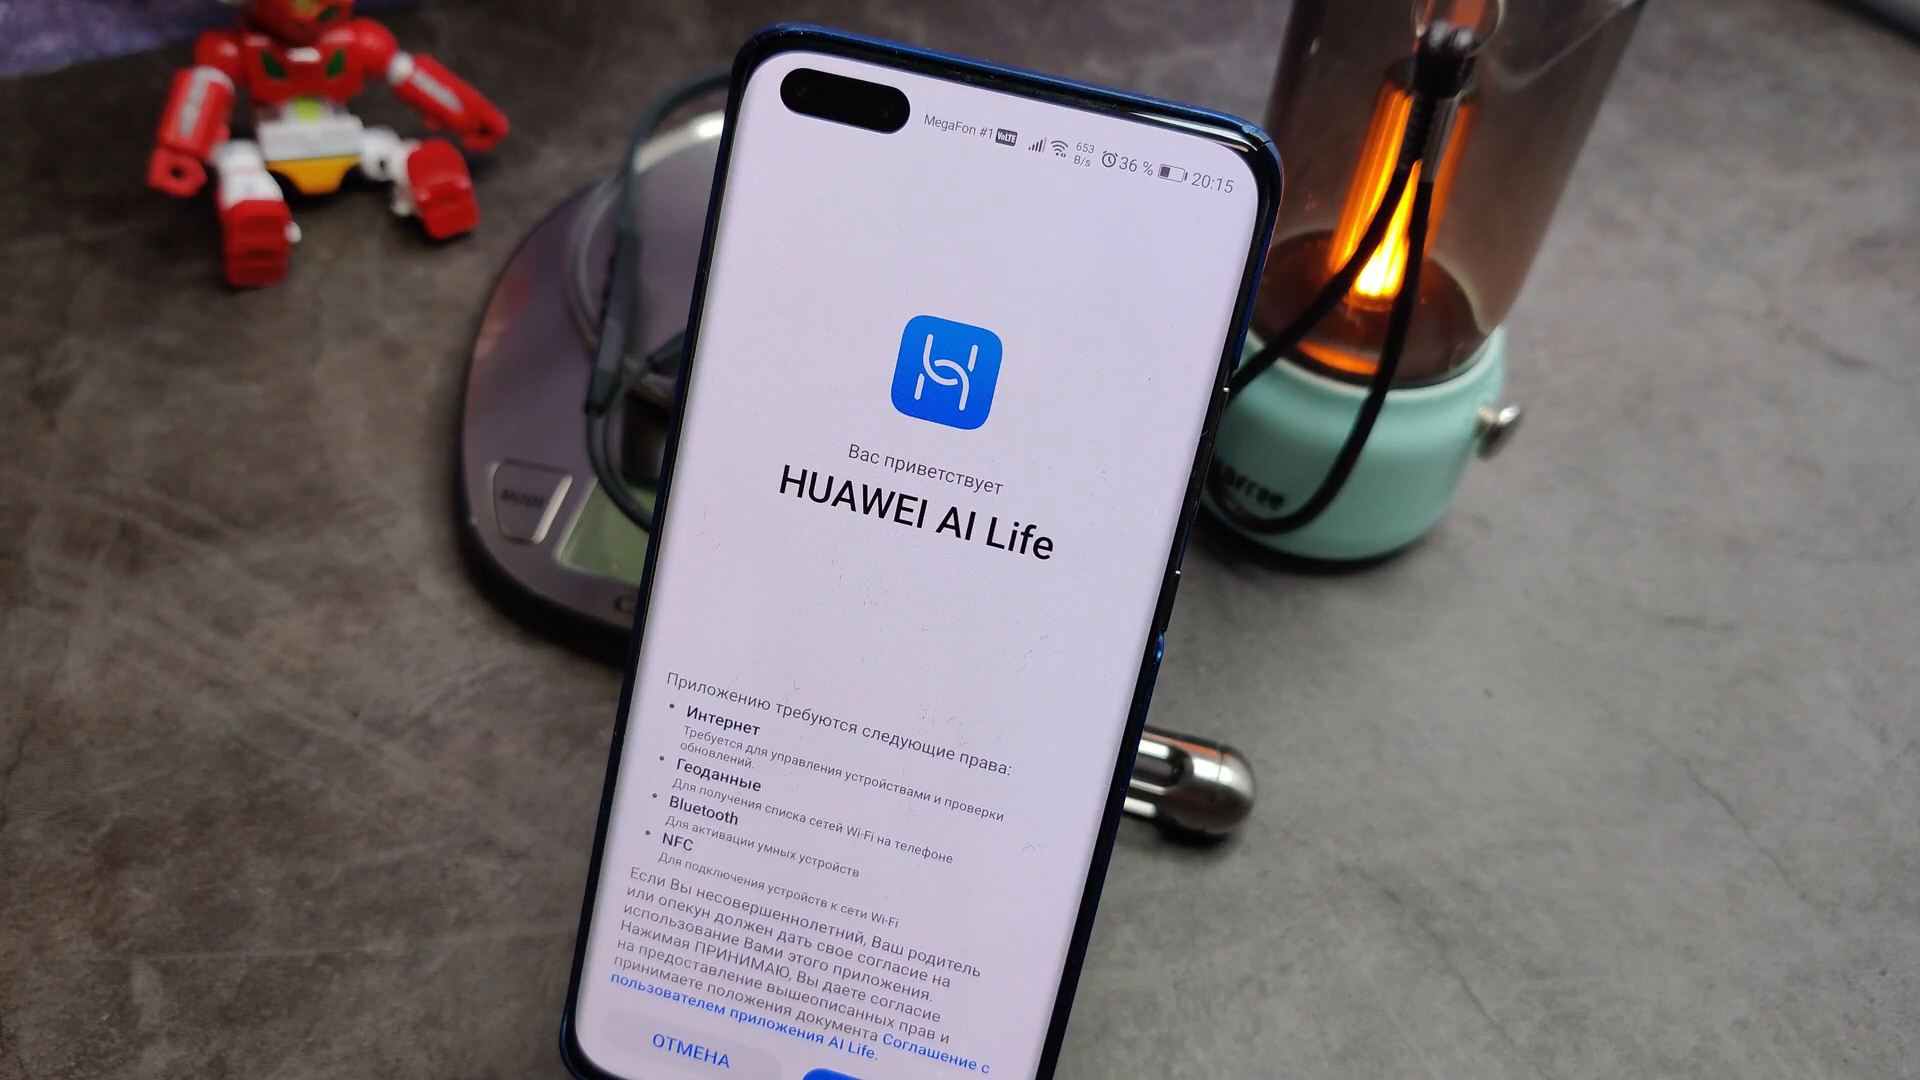 MegaFon #1 VoLTE 653 B/s 36 % 20:15
Вас приветствует
HUAWEI AI Life
Приложению требуются следующие права:
• Интернет
Требуется для управления устройствами и проверки
обновлений.
• Геоданные
Для получения списка сетей Wi-Fi на телефоне
• Bluetooth
Для активации умных устройств
• NFC
Для подключения устройств к сети Wi-Fi
Если Вы несовершеннолетний, Ваш родитель
или опекун должен дать свое согласие на
использование Вами этого приложения.
Нажимая ПРИНИМАЮ, Вы даете согласие
на предоставление вышеописанных прав и
принимаете положения документа Соглашение с
пользователем приложения AI Life.
ОТМЕНА
MODE